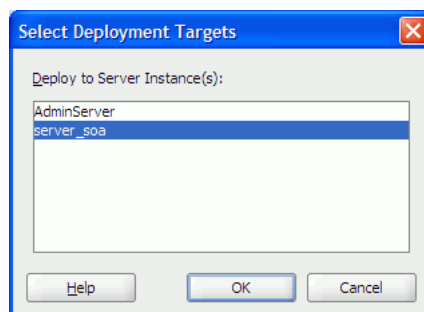 Select Deployment Targets
Deploy to Server Instance(s):
AdminServer
server_soa
Help OK Cancel